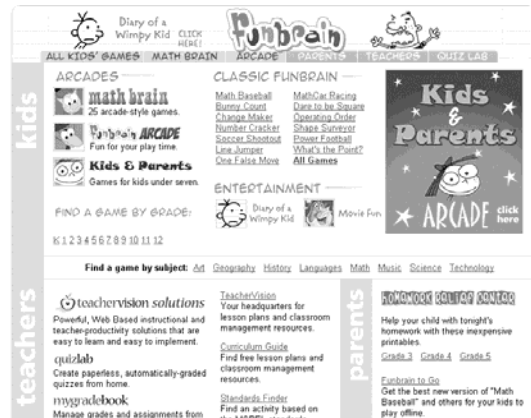 Diary of a
Wimpy Kid CLICK HERE!
funbrain
ALL KIDS' GAMES MATH BRAIN ARCADE PARENTS TEACHERS QUIZ LAB
kids
ARCADES
math brain
25 arcade-style games.
Funbrain ARCADE
Fun for your play time.
Kids & Parents
Games for kids under seven.
FIND A GAME BY GRADE:
K 1 2 3 4 5 6 7 8 9 10 11 12
CLASSIC FUNBRAIN
Math Baseball MathCar Racing
Bunny Count Dare to be Square
Change Maker Operating Order
Number Cracker Shape Surveyor
Soccer Shootout Power Football
Line Jumper What's the Point?
One False Move All Games
ENTERTAINMENT
Diary of a
Wimpy Kid
Movie Fun
Kids
&
Parents
ARCADE click here
Find a game by subject: Art Geography History Languages Math Music Science Technology
teachers
teachervision solutions
Powerful, Web Based instructional and
teacher-productivity solutions that are
easy to learn and easy to implement.
quizlab
Create paperless, automatically-graded
quizzes from home.
mygradebook
Manage grades and assignments from
TeacherVision
Your headquarters for
lesson plans and classroom
management resources.
Curriculum Guide
Find free lesson plans and
classroom management
resources.
Standards Finder
Find an activity based on
parents
HOMEWORK HELPER CENTER
Help your child with tonight's
homework with these inexpensive
printables.
Grade 3 Grade 4 Grade 5
Funbrain to Go
Get the best new version of "Math
Baseball" and others for your kids to
play offline.